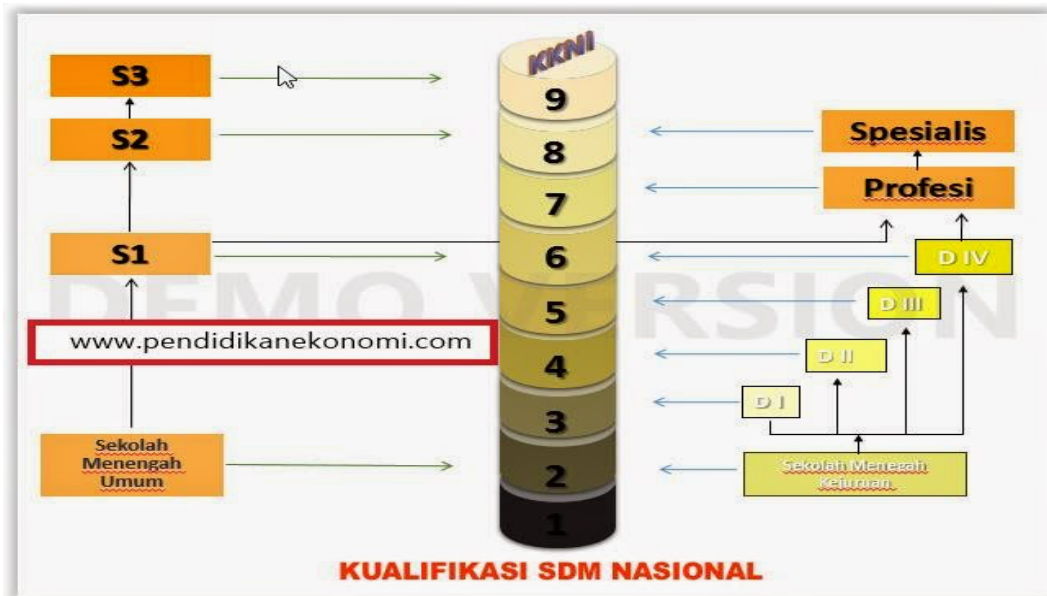 KKNI
S3
9
S2
8
Spesialis
7
Profesi
S1
6
D IV
DEMO VERSION
5
D III
www.pendidikanekonomi.com
4
D II
3
D I
Sekolah
Menengah
Umum
2
Sekolah Menegah
Kejuruan
1
KUALIFIKASI SDM NASIONAL